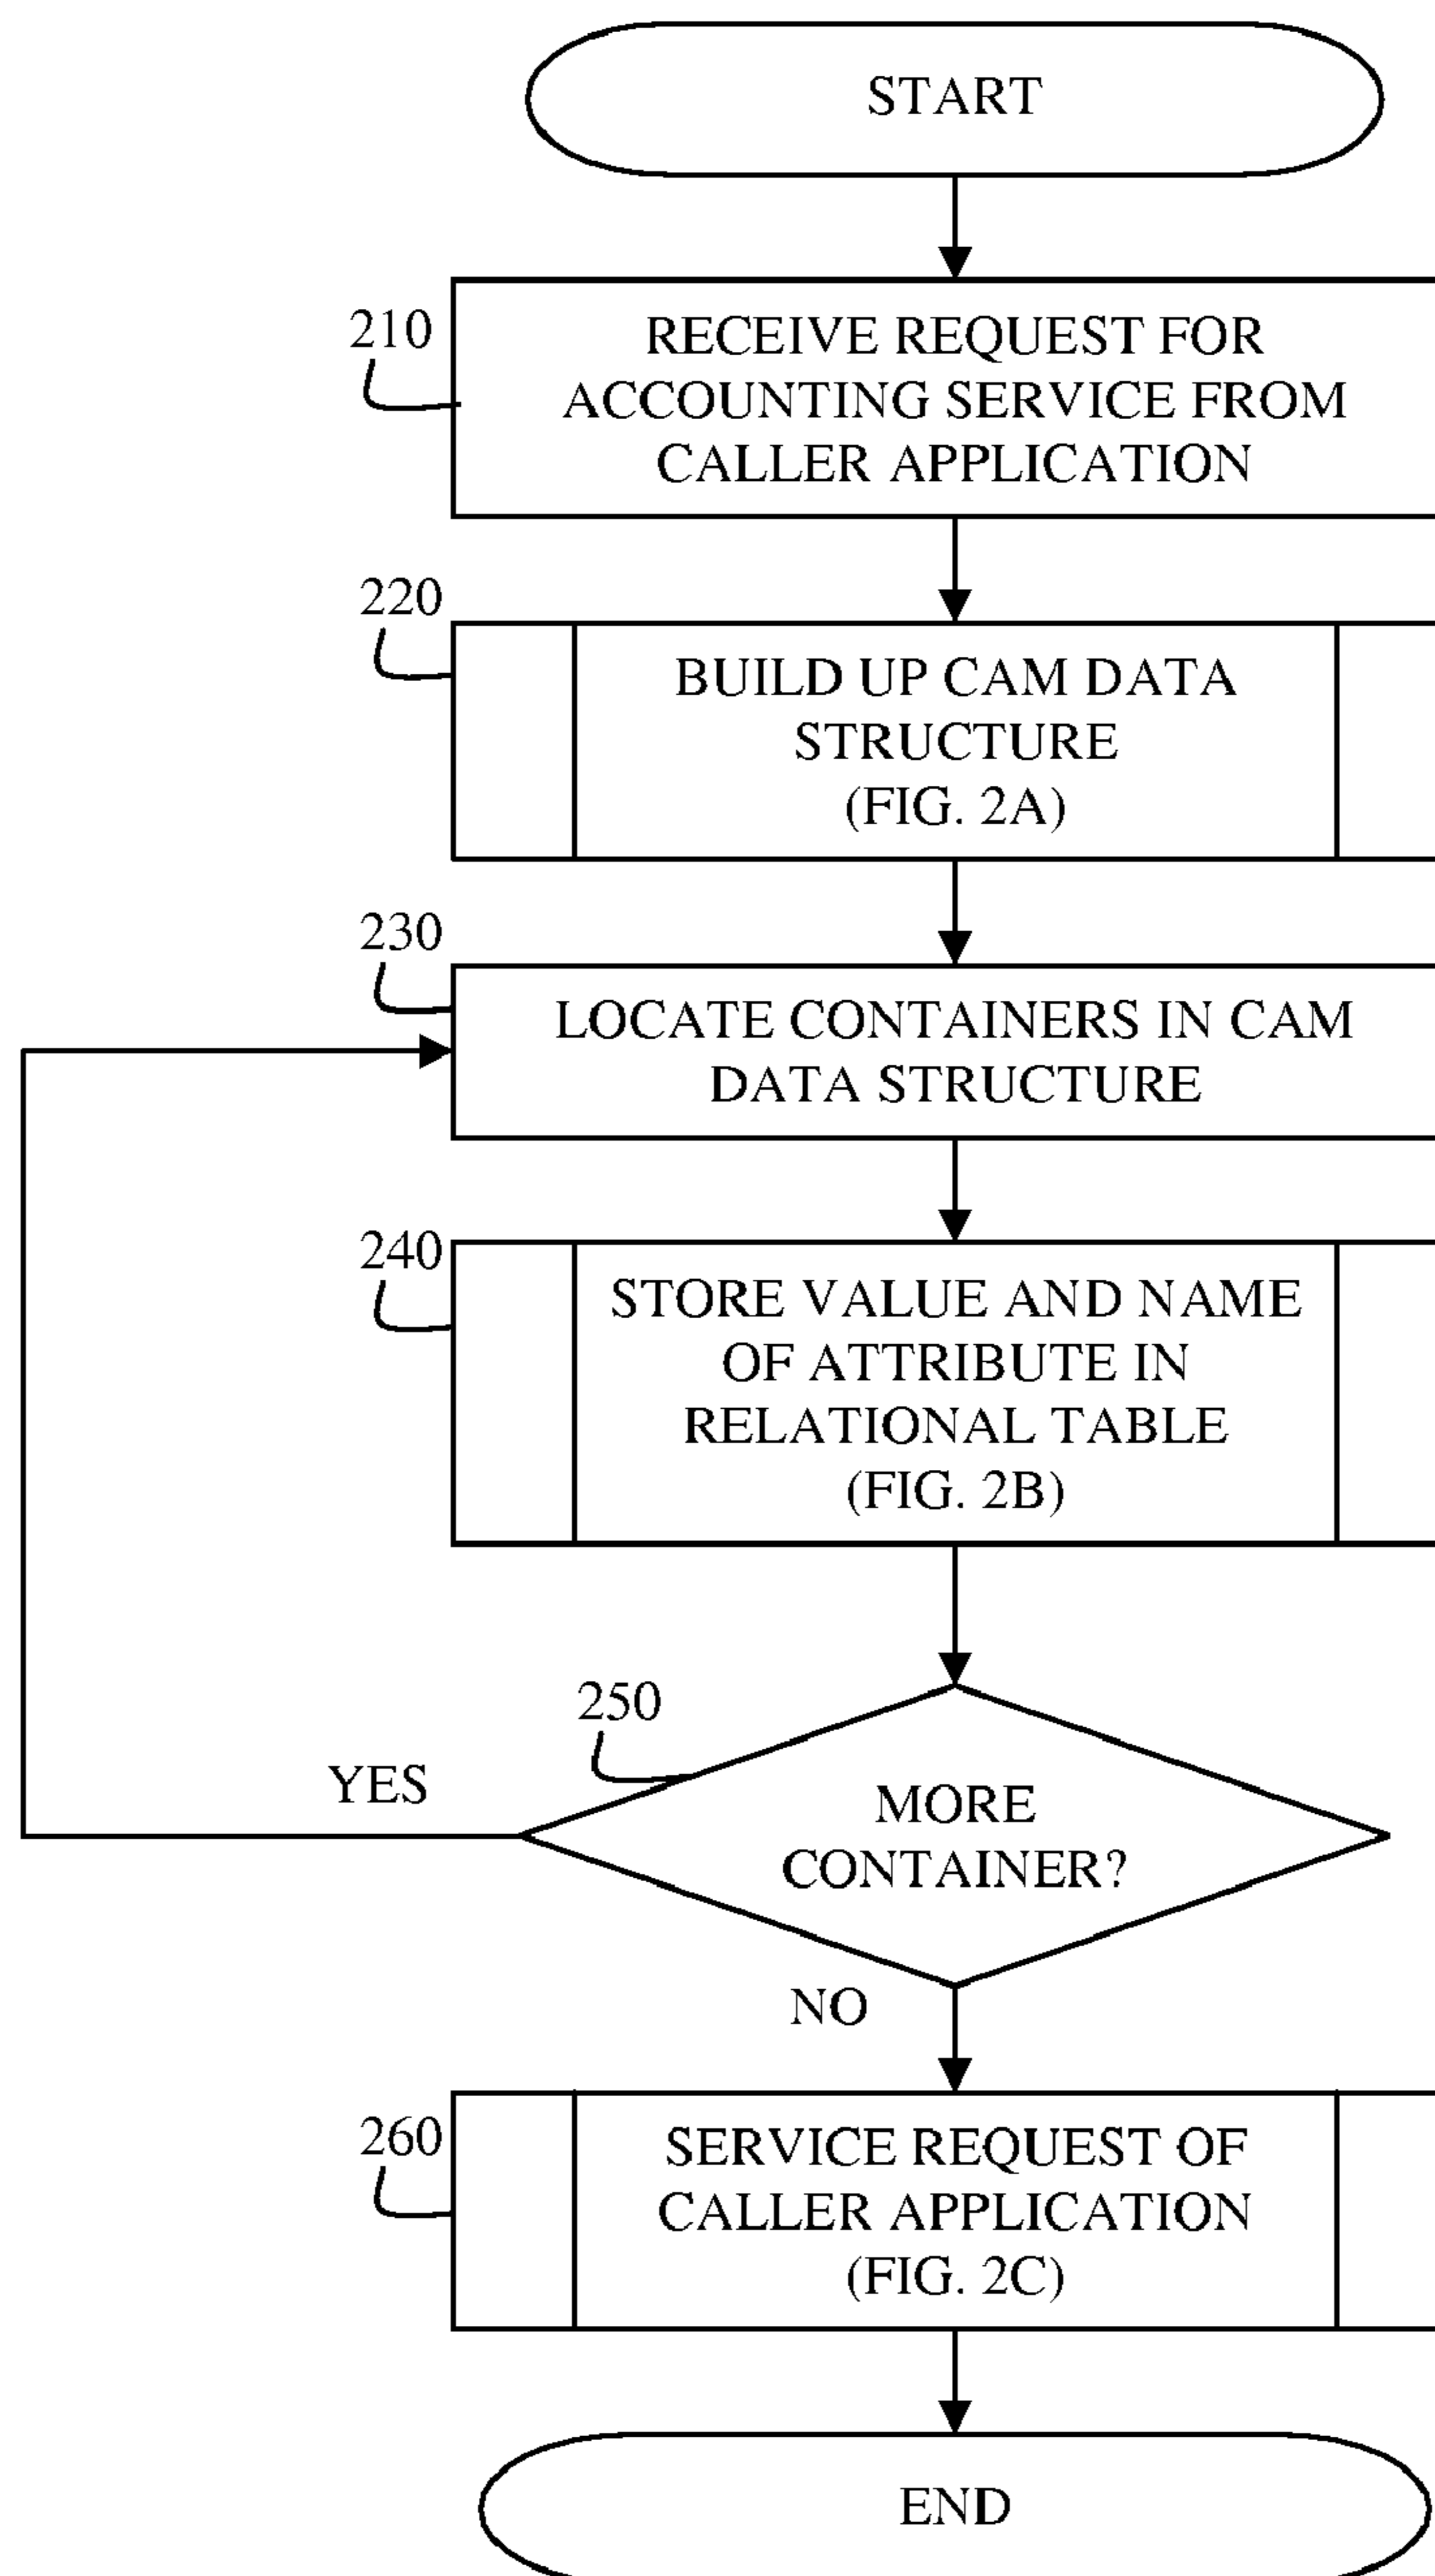 START
210
RECEIVE REQUEST FOR
ACCOUNTING SERVICE FROM
CALLER APPLICATION
220
BUILD UP CAM DATA
STRUCTURE
(FIG. 2A)
230
LOCATE CONTAINERS IN CAM
DATA STRUCTURE
240
STORE VALUE AND NAME
OF ATTRIBUTE IN
RELATIONAL TABLE
(FIG. 2B)
250
YES
MORE
CONTAINER?
NO
260
SERVICE REQUEST OF
CALLER APPLICATION
(FIG. 2C)
END